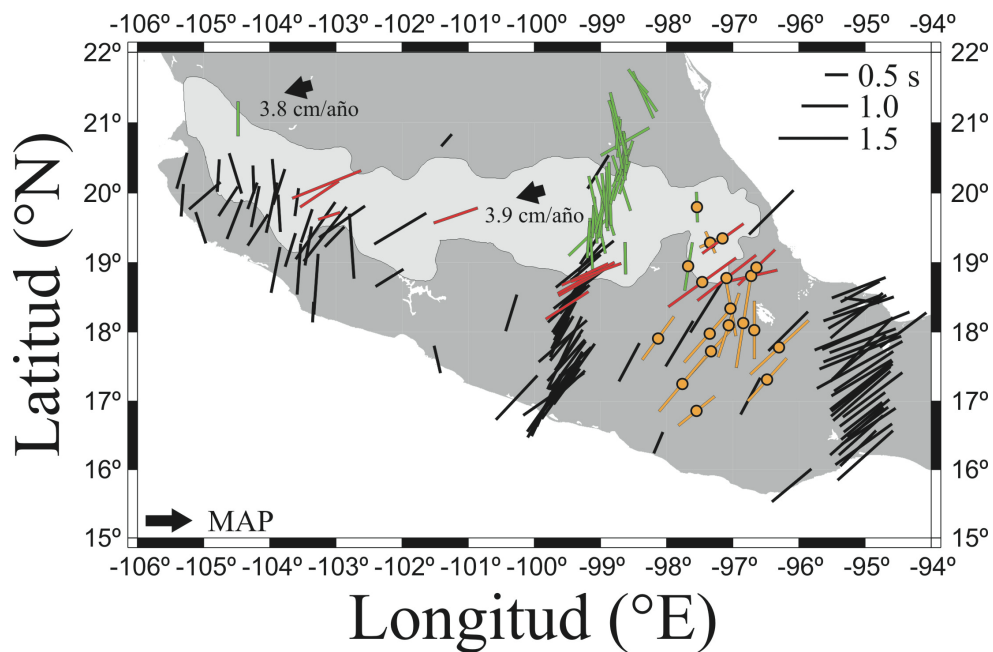 -106º -105º -104º -103º -102º -101º -100º -99º -98º -97º -96º -95º -94º
22º 22º
0.5 s
3.8 cm/año
1.0
21º 21º
1.5
20º 20º
3.9 cm/año
19º 19º
18º 18º
17º 17º
16º 16º
MAP
15º 15º
-106º -105º -104º -103º -102º -101º -100º -99º -98º -97º -96º -95º -94º
Latitud (°N)
Longitud (°E)